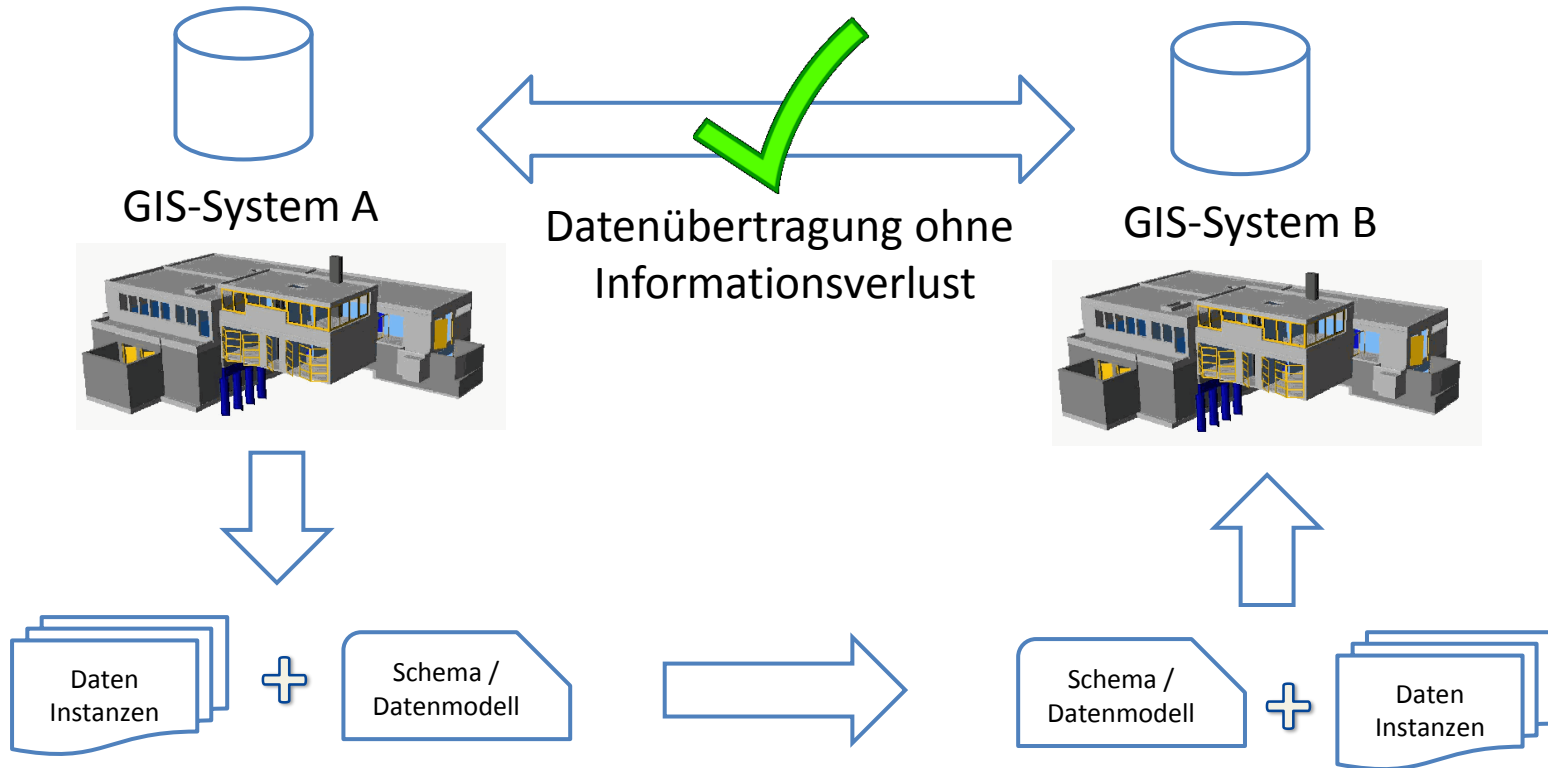 GIS-System A
Datenübertragung ohne
Informationsverlust
GIS-System B
Daten
Instanzen
Schema /
Datenmodell
Schema /
Datenmodell
Daten
Instanzen